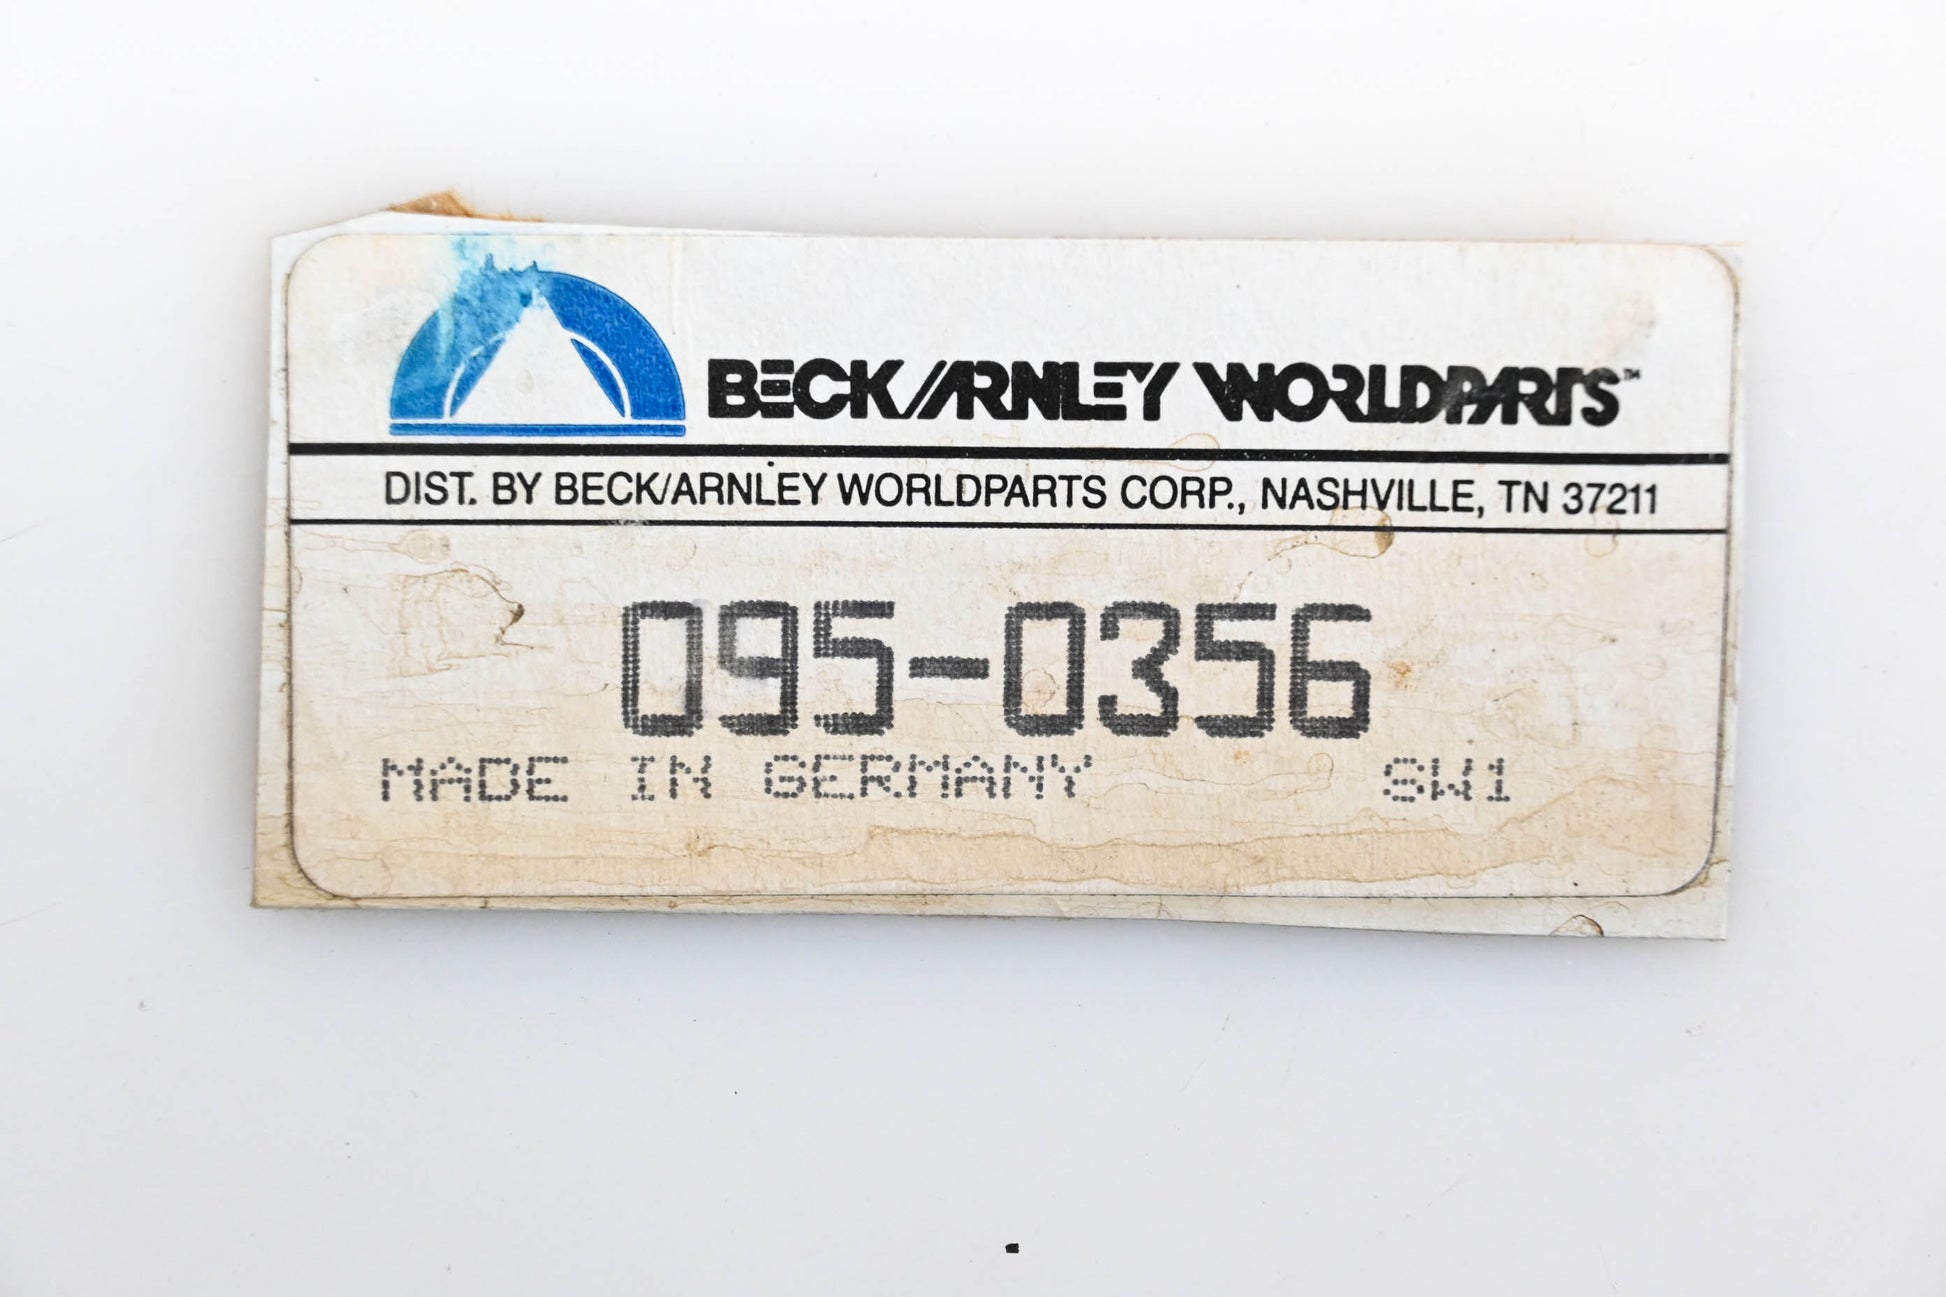 BECK/ARNLEY WORLDPARTS™
DIST. BY BECK/ARNLEY WORLDPARTS CORP., NASHVILLE, TN 37211
095-0356
MADE IN GERMANY SW1